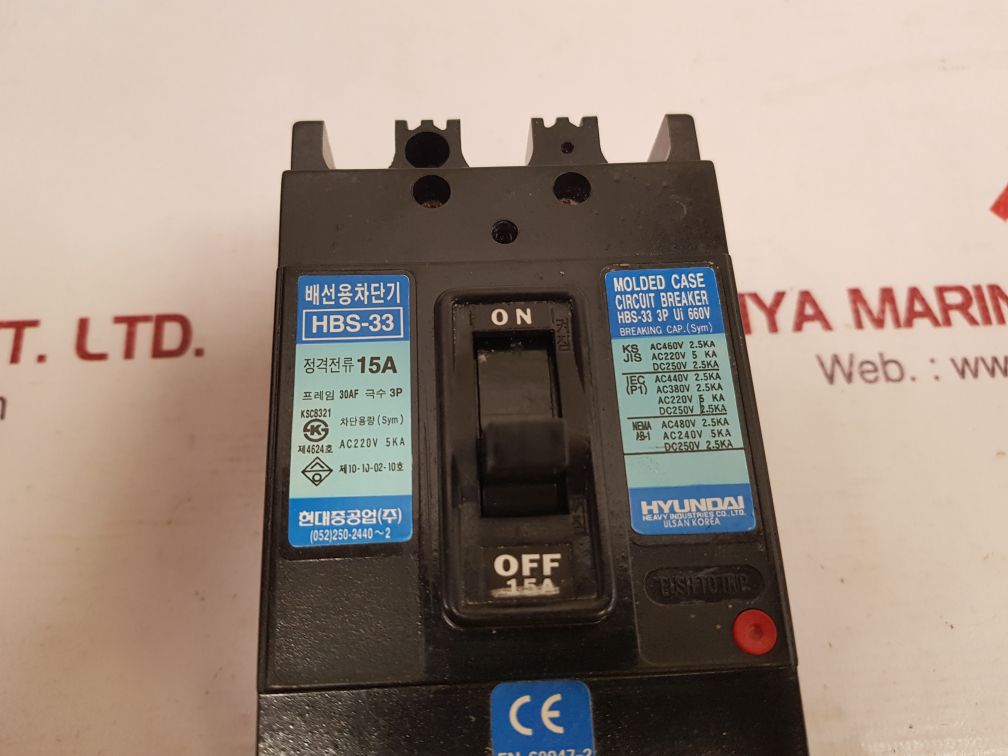 T. LTD.
YA MARIN
Web. : ww
배선용차단기
HBS-33
정격전류 15A
프레임 30AF 극수 3P
KSC8321
차단용량(Sym)
AC220V 5KA
제4624호
제10-10-02-10호
현대중공업(주)
(052)250-2440~2
ON
OFF
15A
MOLDED CASE
CIRCUIT BREAKER
HBS-33 3P Ui 660V
BREAKING CAP.(Sym)
KS JIS
AC460V 2.5KA
AC220V 5 KA
DC250V 2.5KA
IEC (P1)
AC440V 2.5KA
AC380V 2.5KA
AC220V 5 KA
DC250V 2.5KA
NEMA AB-1
AC480V 2.5KA
AC240V 5KA
DC250V 2.5KA
HYUNDAI
HEAVY INDUSTRIES CO. LTD.
ULSAN KOREA
PUSH TO TRIP
CE
EN 60947-2